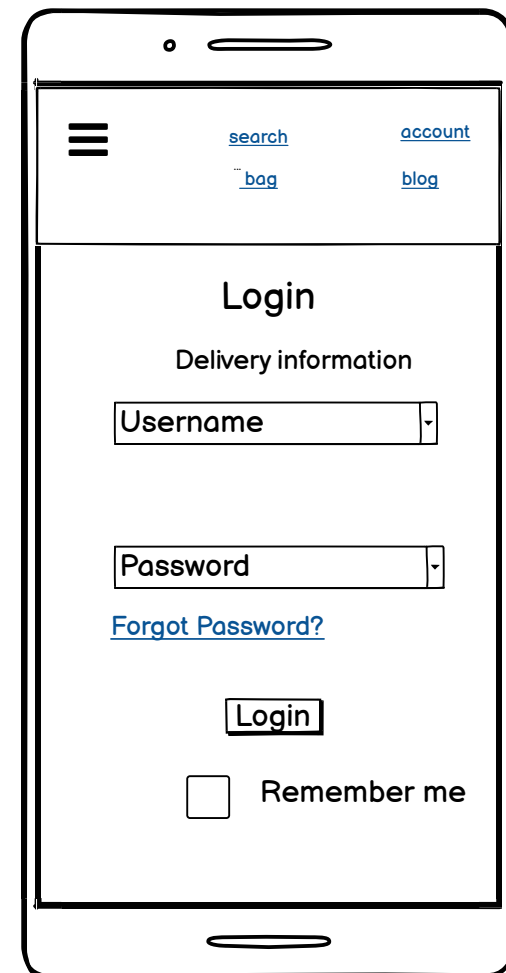 search account
bag blog
Login
Delivery information
Username
Password
Forgot Password?
Login
Remember me